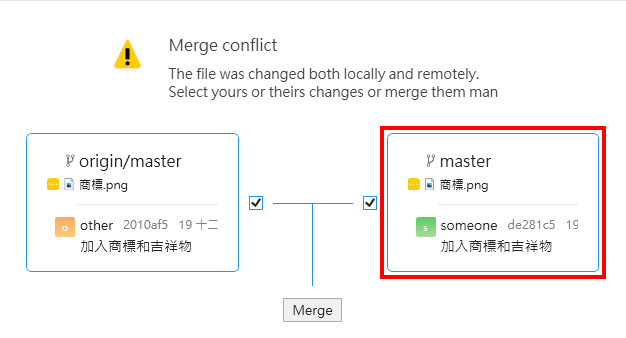 Merge conflict
The file was changed both locally and remotely.
Select yours or theirs changes or merge them man
origin/master
商標.png
o other 2010af5 19 十二
加入商標和吉祥物
master
商標.png
s someone de281c5 19
加入商標和吉祥物
Merge